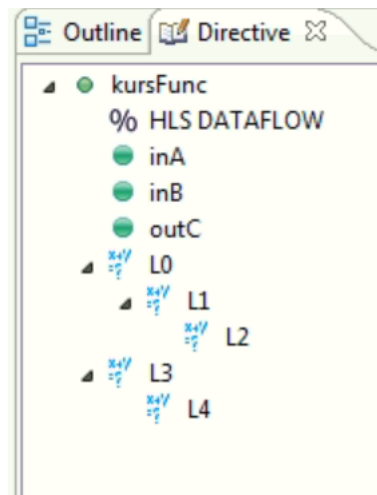 Outline Directive
kursFunc
% HLS DATAFLOW
inA
inB
outC
L0
L1
L2
L3
L4